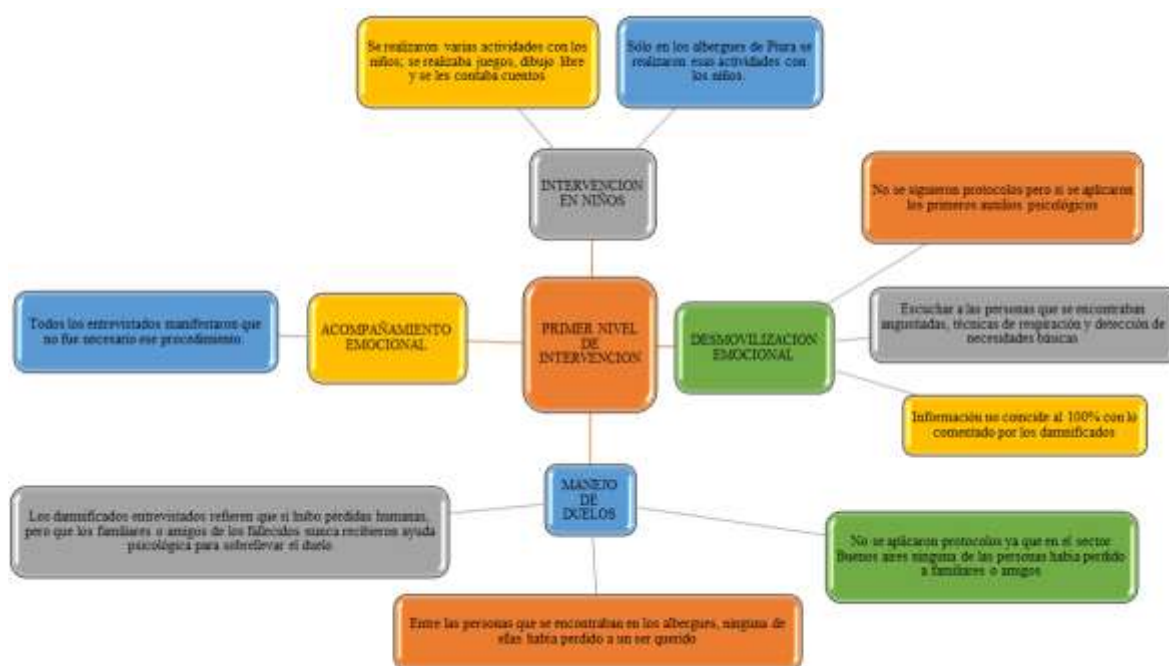 Se realizaron varias actividades con los
niños; se realizaba juegos, dibujo libre
y se les contaba cuentos
Sólo en los albergues de Piura se
realizaron esas actividades con
los niños.
INTERVENCION
EN NIÑOS
No se siguieron protocolos pero si se aplicaron
los primeros auxilios psicológicos
Todos los entrevistados manifestaron que
no fue necesario ese procedimiento
ACOMPAÑAMIENTO
EMOCIONAL
PRIMER NIVEL
DE
INTERVENCION
DESMOVILIZACION
EMOCIONAL
Escuchar a las personas que se encontraban
angustiadas, técnicas de respiración y detección de
necesidades básicas
Información no coincide al 100% con lo
comentado por los damnificados
MANEJO
DE
DUELOS
Los damnificados entrevistados refieren que si hubo pérdidas humanas,
pero que los familiares o amigos de los fallecidos nunca recibieron ayuda
psicológica para sobrellevar el duelo
No se aplicaron protocolos ya que en el sector
Buenos aires ninguna de las personas había perdido
a familiares o amigos
Entre las personas que se encontraban en los albergues, ninguna de
ellas había perdido a un ser querido